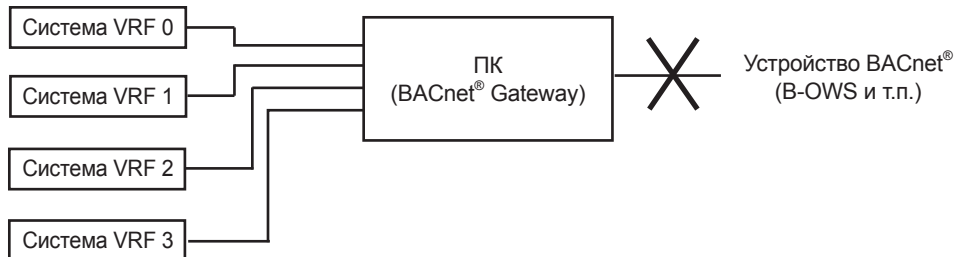 Система VRF 0
Система VRF 1
Система VRF 2
Система VRF 3
ПК
(BACnet® Gateway)
Устройство BACnet®
(B-OWS и т.п.)